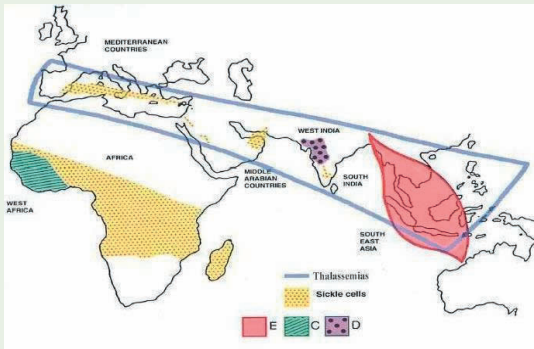 MEDITERRANEAN
COUNTRIES
WEST INDIA
AFRICA
MIDDLE
ARABIAN
COUNTRIES
SOUTH
INDIA
WEST
AFRICA
SOUTH
EAST
ASIA
Thalassemias
Sickle cells
E C D